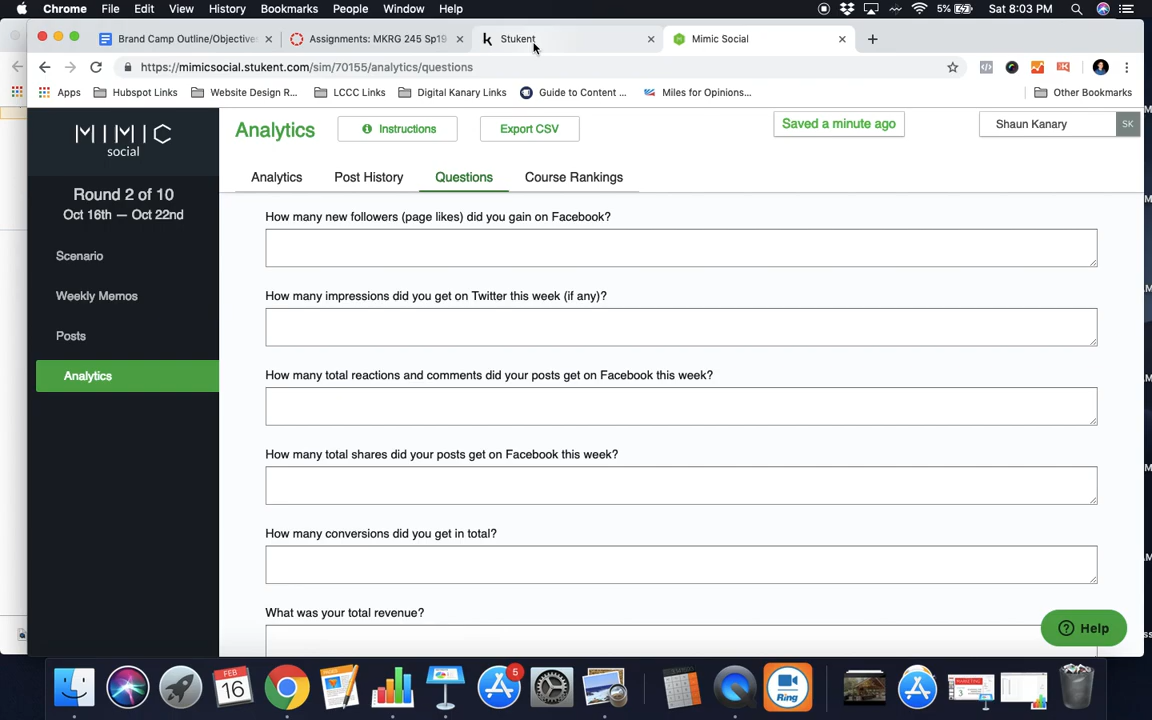 Chrome File Edit View History Bookmarks People Window Help 5% Sat 8:03 PM
Brand Camp Outline/Objective Assignments: MKRG 245 Sp19 Stukent Mimic Social
https://mimicsocial.stukent.com/sim/70155/analytics/questions
Apps Hubspot Links Website Design R... LCCC Links Digital Kanary Links Guide to Content ... Miles for Opinions... Other Bookmarks
MIMIC
social
Analytics Instructions Export CSV Saved a minute ago Shaun Kanary SK
Analytics Post History Questions Course Rankings
Round 2 of 10
Oct 16th — Oct 22nd
Scenario
Weekly Memos
Posts
Analytics
How many new followers (page likes) did you gain on Facebook?
How many impressions did you get on Twitter this week (if any)?
How many total reactions and comments did your posts get on Facebook this week?
How many total shares did your posts get on Facebook this week?
How many conversions did you get in total?
What was your total revenue?
Help
FEB
16
5
Ring